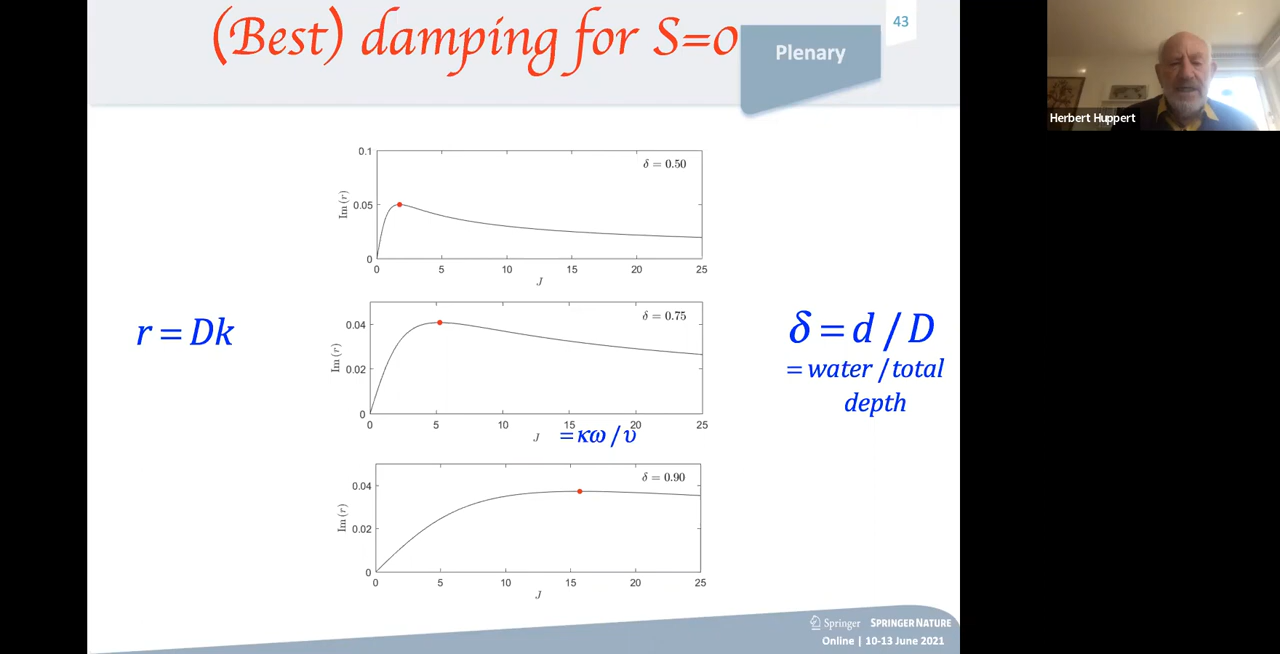 (Best) damping for S=0
Plenary
43
Herbert Huppert
0.1
δ = 0.50
Im (r)
0.05
0
0 5 10 15 20 25
J
r = Dk
δ = 0.75
0.04
Im (r)
0.02
0
0 5 10 15 20 25
J = κω / υ
δ = d / D
= water / total
depth
δ = 0.90
0.04
Im (r)
0.02
0
0 5 10 15 20 25
J
Springer SPRINGER NATURE
Online | 10-13 June 2021